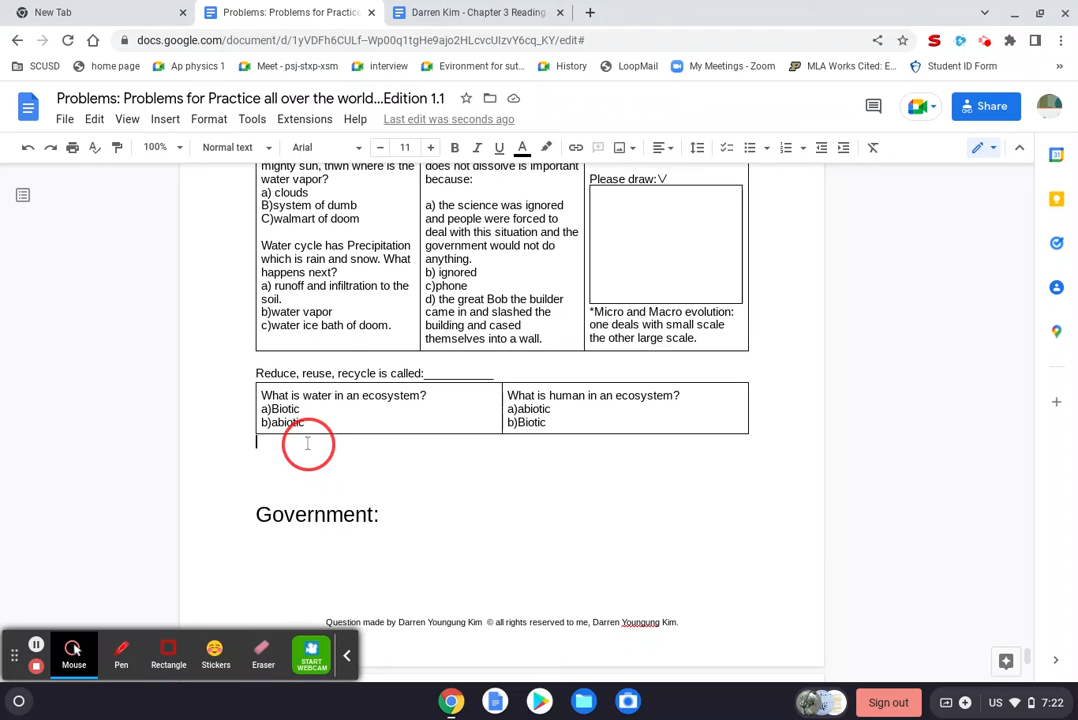 New Tab
Problems: Problems for Practice
Darren Kim - Chapter 3 Reading
docs.google.com/document/d/1yVDFh6CULf--Wp00q1tgHe9ajo2HLcvcUIzvY6cq_KY/edit#
SCUSD
home page
Ap physics 1
Meet - psj-stxp-xsm
interview
Evironment for sut...
History
LoopMail
My Meetings - Zoom
MLA Works Cited: E...
Student ID Form
»
Problems: Problems for Practice all over the world...Edition 1.1
Share
File Edit View Insert Format Tools Extensions Help Last edit was seconds ago
100% Normal text Arial 11
mighty sun, thwn where is the
water vapor?
a) clouds
B)system of dumb
C)walmart of doom
Water cycle has Precipitation
which is rain and snow. What
happens next?
a) runoff and infiltration to the
soil.
b)water vapor
c)water ice bath of doom.
does not dissolve is important
because:
a) the science was ignored
and people were forced to
deal with this situation and the
government would not do
anything.
b) ignored
c)phone
d) the great Bob the builder
came in and slashed the
building and cased
themselves into a wall.
Please draw:\/
*Micro and Macro evolution:
one deals with small scale
the other large scale.
Reduce, reuse, recycle is called:___________
What is water in an ecosystem?
a)Biotic
b)abiotic
What is human in an ecosystem?
a)abiotic
b)Biotic
Government:
Question made by Darren Youngung Kim © all rights reserved to me, Darren Youngung Kim.
Mouse
Pen
Rectangle
Stickers
Eraser
START
WEBCAM
Sign out
US
7:22